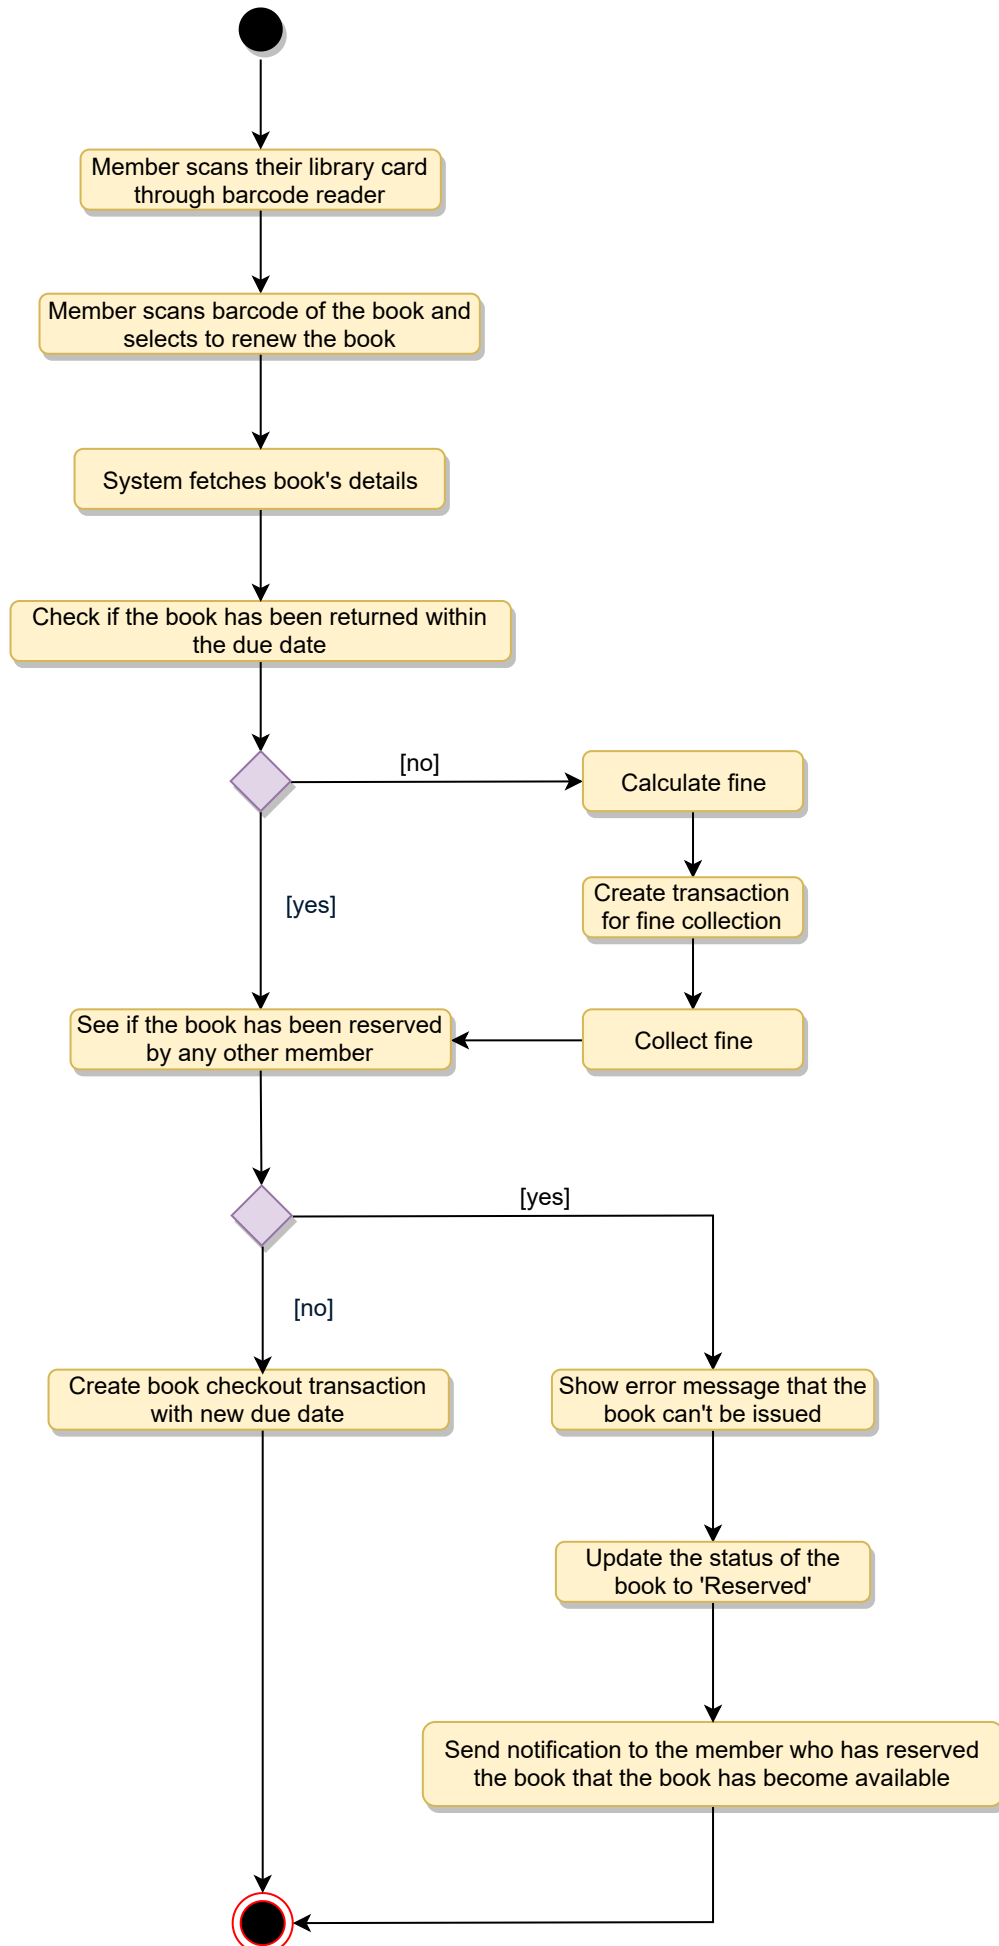 Member scans their library card
through barcode reader
Member scans barcode of the book and
selects to renew the book
System fetches book's details
Check if the book has been returned within
the due date
[no]
Calculate fine
[yes]
Create transaction
for fine collection
See if the book has been reserved
by any other member
Collect fine
[yes]
[no]
Create book checkout transaction
with new due date
Show error message that the
book can't be issued
Update the status of the
book to 'Reserved'
Send notification to the member who has reserved
the book that the book has become available